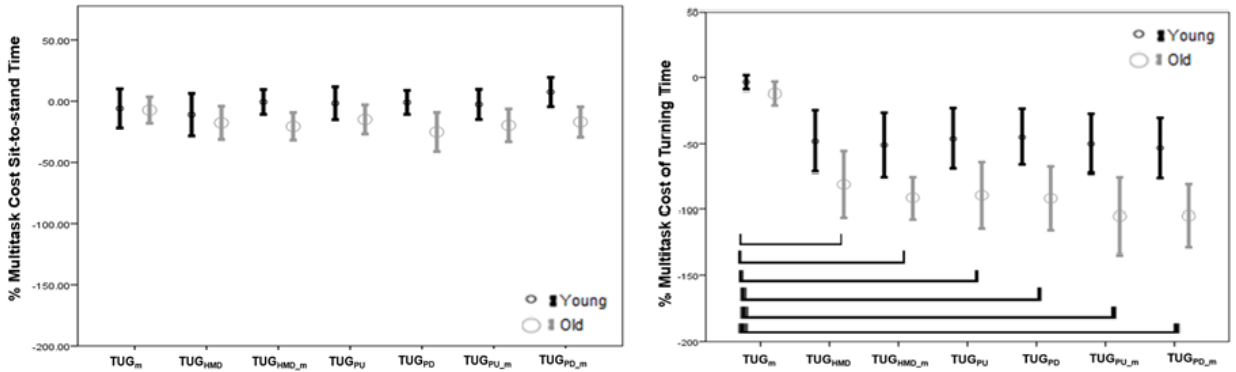 % Multitask Cost Sit-to-stand Time
50.00
0.00
-50.00
-100.00
-150.00
-200.00
Young
Old
TUGm TUGHMD TUGHMD_m TUGPU TUGPD TUGPU_m TUGPD_m
% Multitask Cost of Turning Time
50
0
-50
-100
-150
-200
Young
Old
TUGm TUGHMD TUGHMD_m TUGPU TUGPD TUGPU_m TUGPD_m